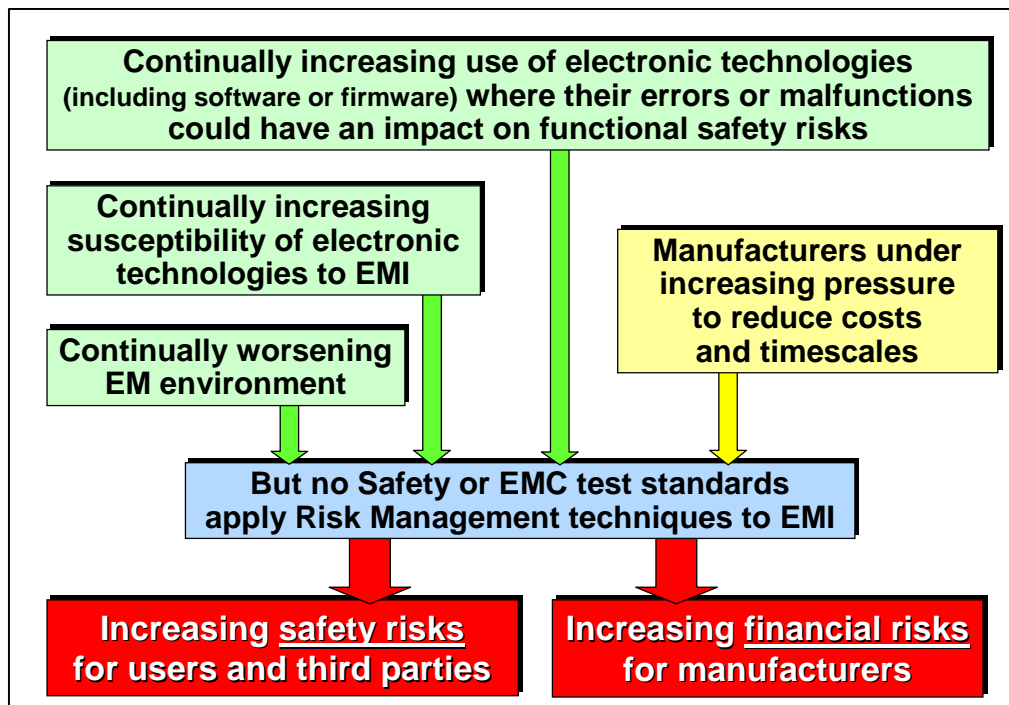 Continually increasing use of electronic technologies
(including software or firmware) where their errors or malfunctions
could have an impact on functional safety risks
Continually increasing
susceptibility of electronic
technologies to EMI
Manufacturers under
increasing pressure
to reduce costs
and timescales
Continually worsening
EM environment
But no Safety or EMC test standards
apply Risk Management techniques to EMI
Increasing safety risks
for users and third parties
Increasing financial risks
for manufacturers